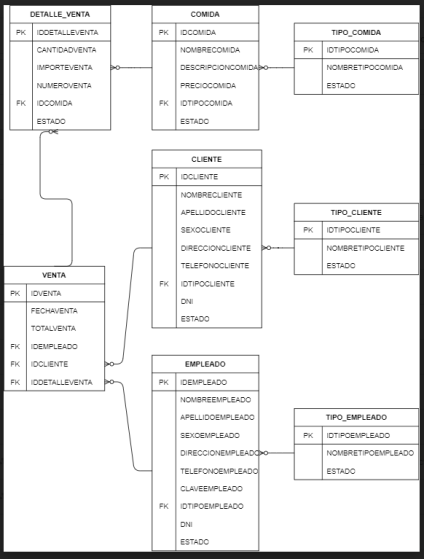 DETALLE_VENTA
PK IDDETALLEVENTA
CANTIDADVENTA
IMPORTEVENTA
NUMEROVENTA
FK IDCOMIDA
ESTADO
COMIDA
PK IDCOMIDA
NOMBRECOMIDA
DESCRIPCIONCOMIDA
PRECIOCOMIDA
FK IDTIPOCOMIDA
ESTADO
TIPO_COMIDA
PK IDTIPOCOMIDA
NOMBRETIPOCOMIDA
ESTADO
CLIENTE
PK IDCLIENTE
NOMBRECLIENTE
APELLIDOCLIENTE
SEXOCLIENTE
DIRECCIONCLIENTE
TELEFONOCLIENTE
FK IDTIPOCLIENTE
DNI
ESTADO
TIPO_CLIENTE
PK IDTIPOCLIENTE
NOMBRETIPOCLIENTE
ESTADO
VENTA
PK IDVENTA
FECHAVENTA
TOTALVENTA
FK IDEMPLEADO
FK IDCLIENTE
FK IDDETALLEVENTA
EMPLEADO
PK IDEMPLEADO
NOMBREEMPLEADO
APELLIDOEMPLEADO
SEXOEMPLEADO
DIRECCIONEMPLEADO
TELEFONOEMPLEADO
CLAVEEMPLEADO
FK IDTIPOEMPLEADO
DNI
ESTADO
TIPO_EMPLEADO
PK IDTIPOEMPLEADO
NOMBRETIPOEMPLEADO
ESTADO